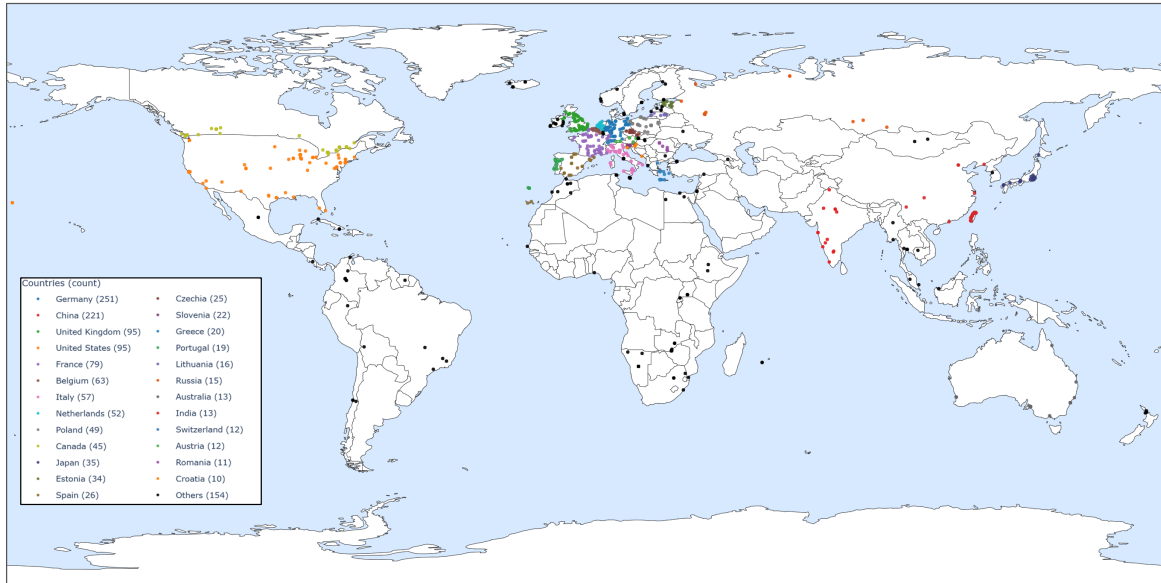 Countries (count)
Germany (251)
China (221)
United Kingdom (95)
United States (95)
France (79)
Belgium (63)
Italy (57)
Netherlands (52)
Poland (49)
Canada (45)
Japan (35)
Estonia (34)
Spain (26)
Czechia (25)
Slovenia (22)
Greece (20)
Portugal (19)
Lithuania (16)
Russia (15)
Australia (13)
India (13)
Switzerland (12)
Austria (12)
Romania (11)
Croatia (10)
Others (154)